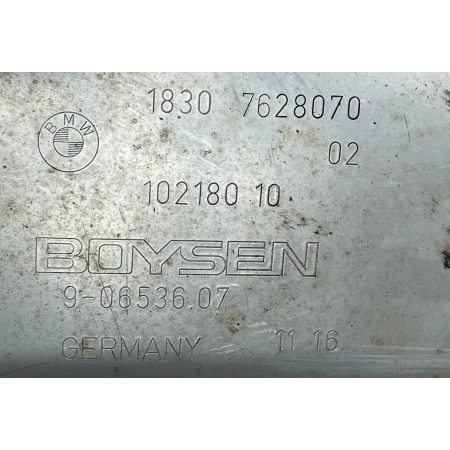 1830 7628070
BMW
02
102180 10
BOYSEN
9-06536.07
GERMANY 11 16